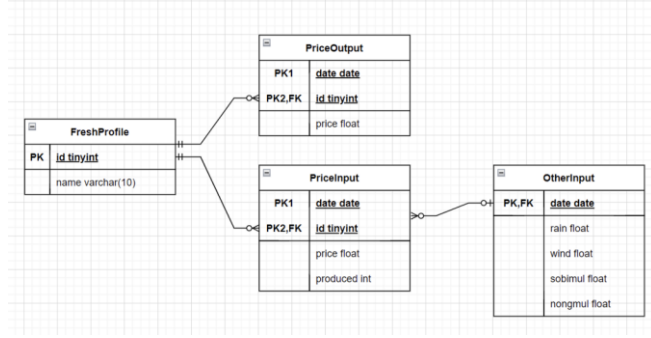 PriceOutput
PK1 date date
PK2,FK id tinyint
price float
FreshProfile
PK id tinyint
name varchar(10)
PriceInput
PK1 date date
PK2,FK id tinyint
price float
produced int
OtherInput
PK,FK date date
rain float
wind float
sobimul float
nongmul float